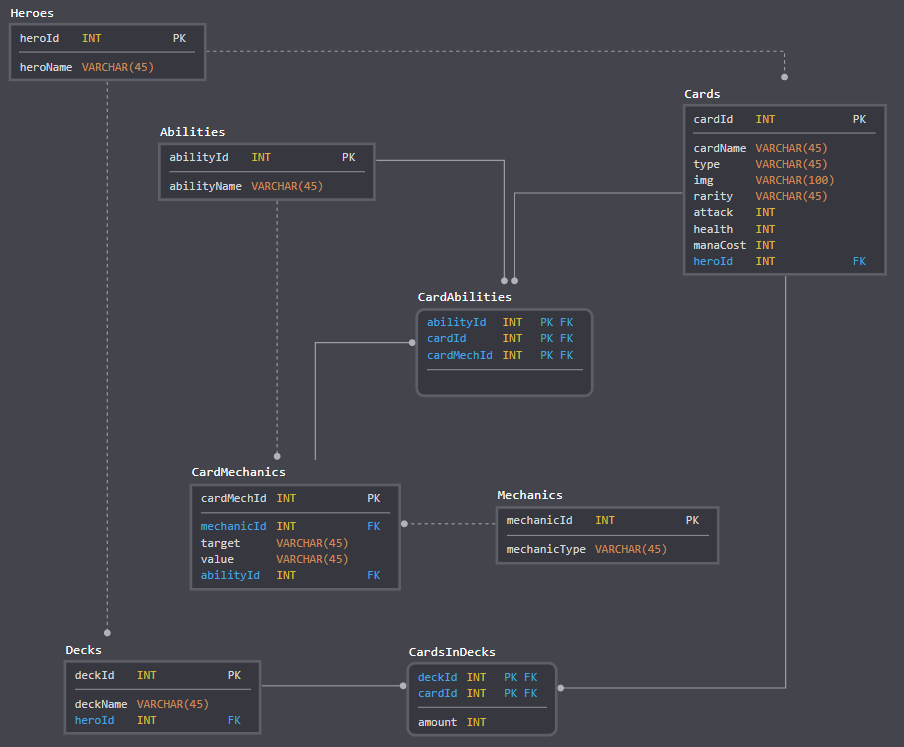 Heroes
heroId INT PK
heroName VARCHAR(45)
Cards
cardId INT PK
cardName VARCHAR(45)
type VARCHAR(45)
img VARCHAR(100)
rarity VARCHAR(45)
attack INT
health INT
manaCost INT
heroId INT FK
Abilities
abilityId INT PK
abilityName VARCHAR(45)
CardAbilities
abilityId INT PK FK
cardId INT PK FK
cardMechId INT PK FK
CardMechanics
cardMechId INT PK
mechanicId INT FK
target VARCHAR(45)
value VARCHAR(45)
abilityId INT FK
Mechanics
mechanicId INT PK
mechanicType VARCHAR(45)
Decks
deckId INT PK
deckName VARCHAR(45)
heroId INT FK
CardsInDecks
deckId INT PK FK
cardId INT PK FK
amount INT